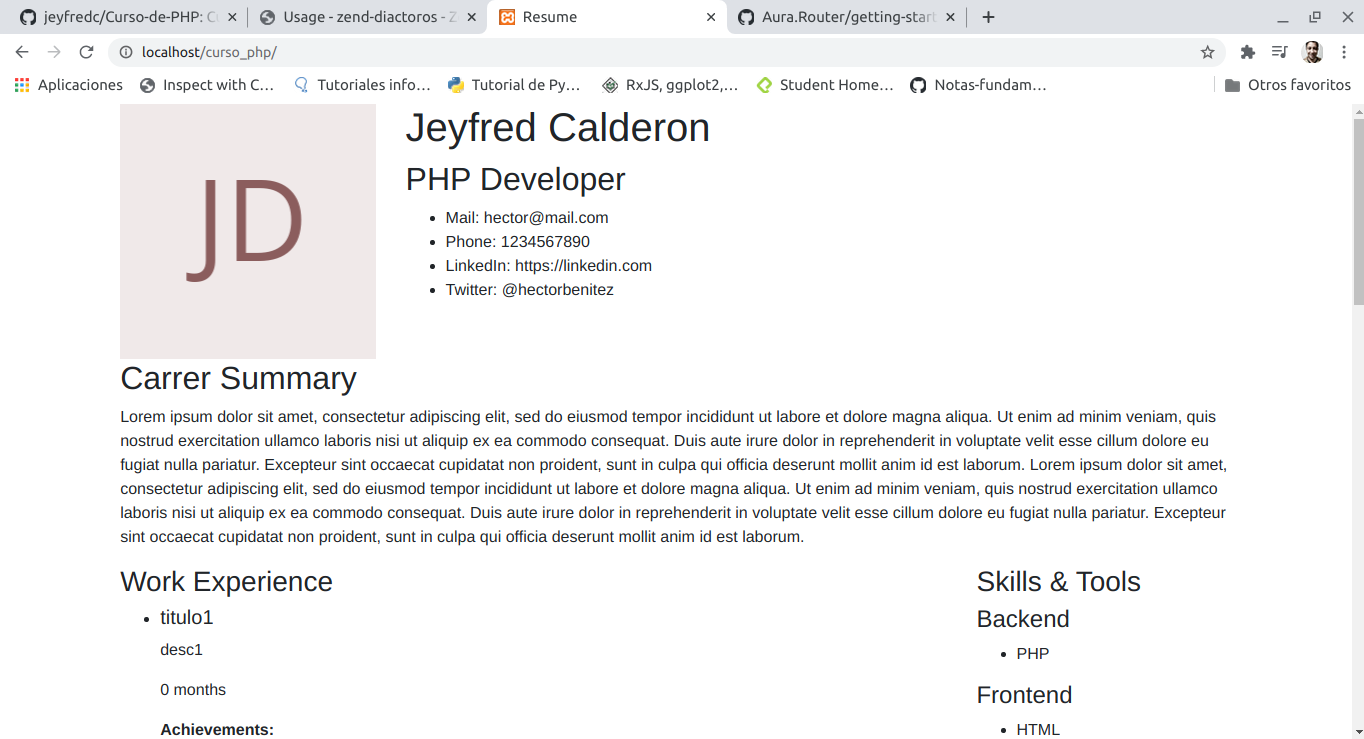 jeyfredc/Curso-de-PHP: Cu
Usage - zend-diactoros - Z
Resume
Aura.Router/getting-start
localhost/curso_php/
Aplicaciones
Inspect with C…
Tutoriales info…
Tutorial de Py…
RxJS, ggplot2,…
Student Home…
Notas-fundam…
Otros favoritos
JD
Jeyfred Calderon
PHP Developer
Mail: hector@mail.com
Phone: 1234567890
LinkedIn: https://linkedin.com
Twitter: @hectorbenitez
Carrer Summary
Lorem ipsum dolor sit amet, consectetur adipiscing elit, sed do eiusmod tempor incididunt ut labore et dolore magna aliqua. Ut enim ad minim veniam, quis
nostrud exercitation ullamco laboris nisi ut aliquip ex ea commodo consequat. Duis aute irure dolor in reprehenderit in voluptate velit esse cillum dolore eu
fugiat nulla pariatur. Excepteur sint occaecat cupidatat non proident, sunt in culpa qui officia deserunt mollit anim id est laborum. Lorem ipsum dolor sit amet,
consectetur adipiscing elit, sed do eiusmod tempor incididunt ut labore et dolore magna aliqua. Ut enim ad minim veniam, quis nostrud exercitation ullamco
laboris nisi ut aliquip ex ea commodo consequat. Duis aute irure dolor in reprehenderit in voluptate velit esse cillum dolore eu fugiat nulla pariatur. Excepteur
sint occaecat cupidatat non proident, sunt in culpa qui officia deserunt mollit anim id est laborum.
Work Experience
titulo1
desc1
0 months
Achievements:
Skills & Tools
Backend
PHP
Frontend
HTML